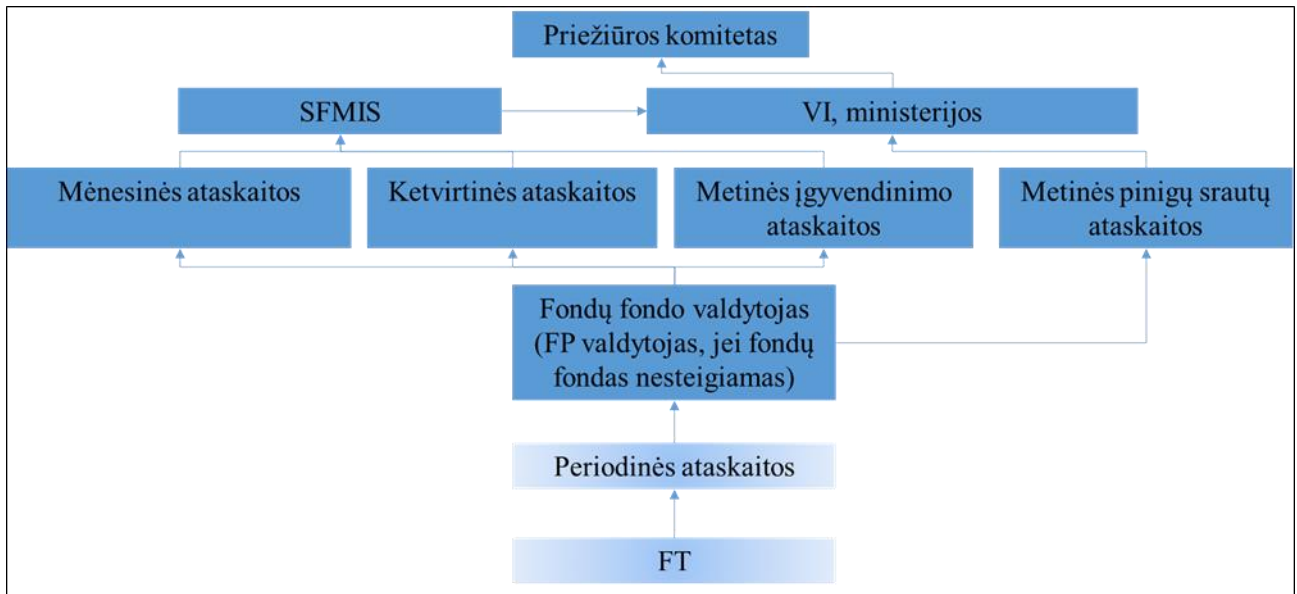 Priežiūros komitetas
SFMIS
VI, ministerijos
Mėnesinės ataskaitos
Ketvirtinės ataskaitos
Metinės įgyvendinimo
ataskaitos
Metinės pinigų srautų
ataskaitos
Fondų fondo valdytojas
(FP valdytojas, jei fondų
fondas nesteigiamas)
Periodinės ataskaitos
FT